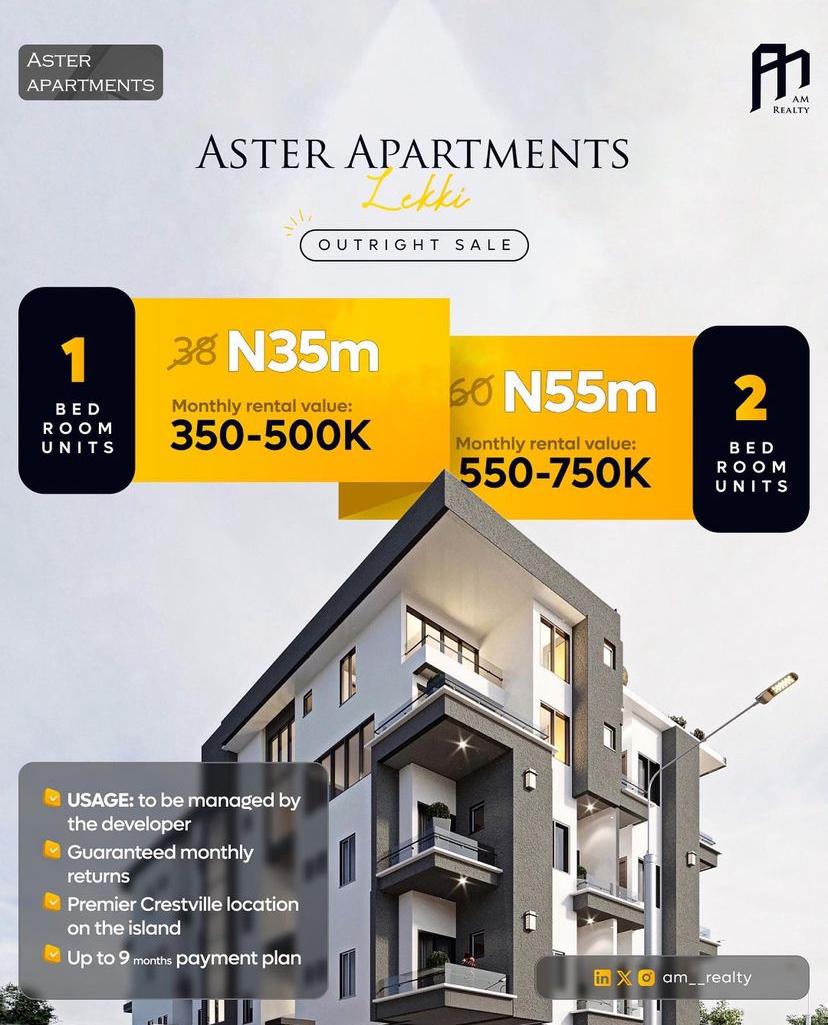 ASTER
APARTMENTS
AM
REALTY
ASTER APARTMENTS
Lekki
OUTRIGHT SALE
1
BED
ROOM
UNITS
38 N35m
Monthly rental value:
350-500K
60 N55m
Monthly rental value:
550-750K
2
BED
ROOM
UNITS
USAGE: to be managed by
the developer
Guaranteed monthly
returns
Premier Crestville location
on the island
Up to 9 months payment plan
am__realty